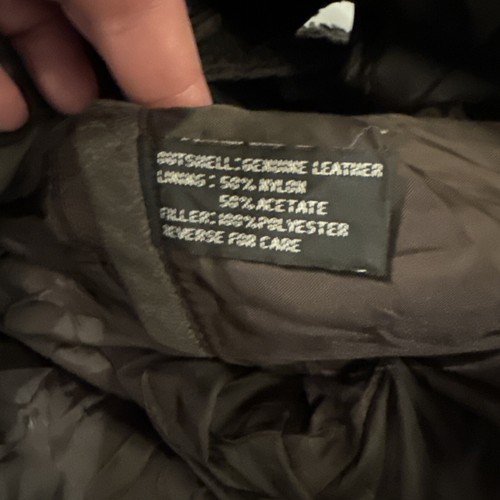 OUTSHELL: GENUINE LEATHER
LINING: 50% NYLON
50% ACETATE
FILLER: 100% POLYESTER
REVERSE FOR CARE